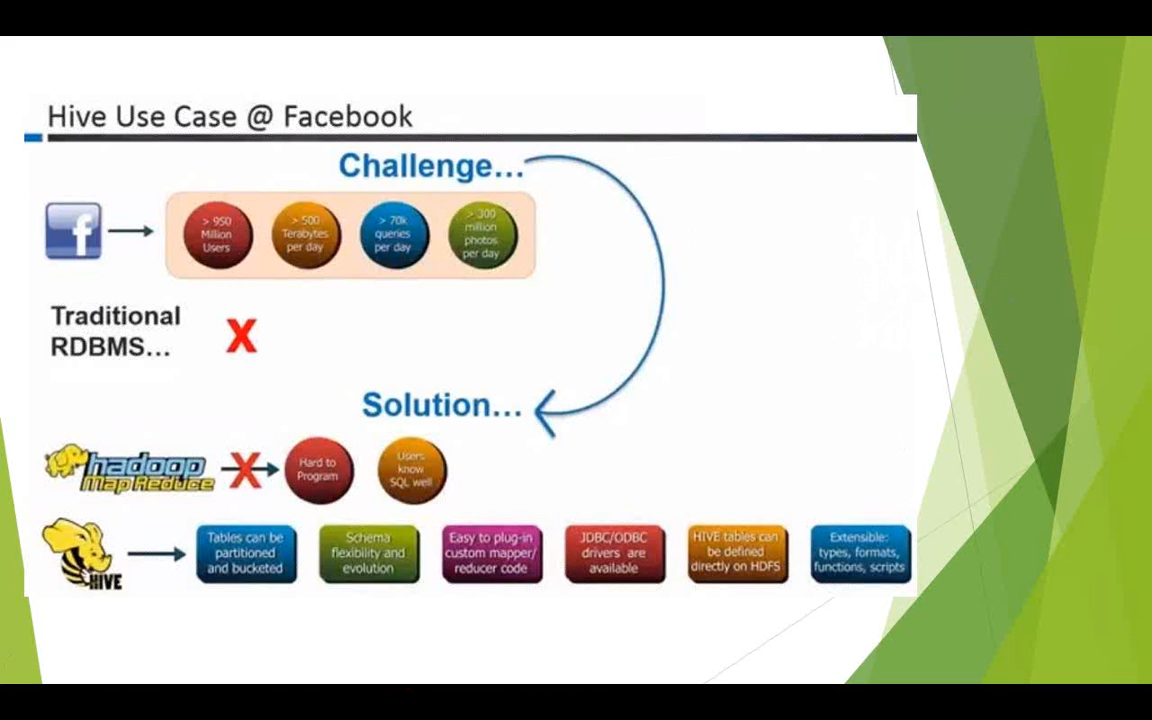 Hive Use Case @ Facebook
Challenge...
f
> 950
Million
Users
> 500
Terabytes
per day
> 70k
queries
per day
> 300
million
photos
per day
Traditional
RDBMS...
X
Solution...
hadoop
Map Reduce
X
Hard to
Program
Users
know
SQL well
HIVE
Tables can be
partitioned
and bucketed
Schema
flexibility and
evolution
Easy to plug-in
custom mapper/
reducer code
JDBC/ODBC
drivers are
available
HIVE tables can
be defined
directly on HDFS
Extensible:
types, formats,
functions, scripts